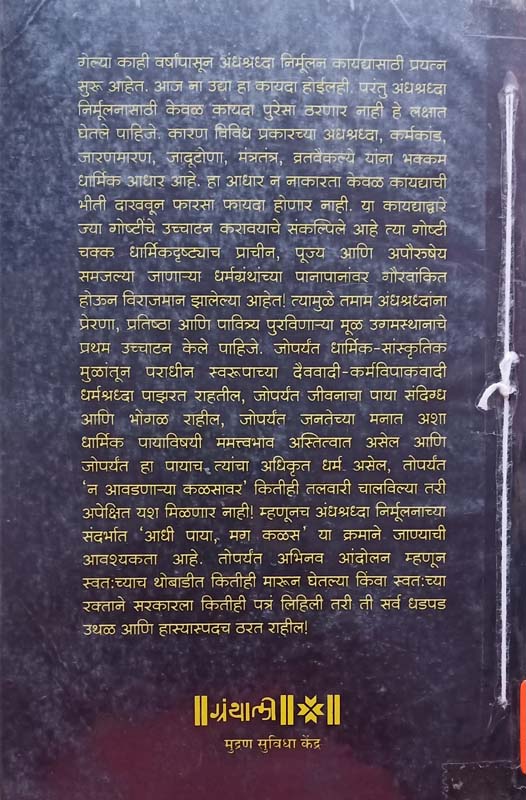 गेल्या काही वर्षांपासून अंधश्रध्दा निर्मूलन कायद्यासाठी प्रयत्न
सुरू आहेत. आज ना उद्या हा कायदा होईलही. परंतु अंधश्रध्दा
निर्मूलनासाठी केवळ कायदा पुरेसा ठरणार नाही हे लक्षात
घेतले पाहिजे. कारण विविध प्रकारच्या अंधश्रध्दा, कर्मकांड,
जारणमारण, जादूटोणा, मंत्रतंत्र, व्रतवैकल्ये यांना भक्कम
धार्मिक आधार आहे. हा आधार न नाकारता केवळ कायद्याची
भीती दाखवून फारसा फायदा होणार नाही. या कायद्याद्वारे
ज्या गोष्टींचे उच्चाटन करावयाचे संकल्पिले आहे त्या गोष्टी
चक्क धार्मिकदृष्ट्याच प्राचीन, पूज्य आणि अपौरुषेय
समजल्या जाणाऱ्या धर्मग्रंथांच्या पानापानांवर गौरवांकित
होऊन विराजमान झालेल्या आहेत! त्यामुळे तमाम अंधश्रध्दांना
प्रेरणा, प्रतिष्ठा आणि पावित्र्य पुरविणाऱ्या मूळ उगमस्थानाचे
प्रथम उच्चाटन केले पाहिजे. जोपर्यंत धार्मिक-सांस्कृतिक
मुळांतून पराधीन स्वरूपाच्या दैववादी-कर्मविपाकवादी
धर्मश्रध्दा पाझरत राहतील, जोपर्यंत जीवनाचा पाया संदिग्ध
आणि भोंगळ राहील, जोपर्यंत जनतेच्या मनात अशा
धार्मिक पायाविषयी ममत्त्वभाव अस्तित्वात असेल आणि
जोपर्यंत हा पायाच त्यांचा अधिकृत धर्म असेल, तोपर्यंत
'न आवडणाऱ्या कळसावर' कितीही तलवारी चालविल्या तरी
अपेक्षित यश मिळणार नाही! म्हणूनच अंधश्रध्दा निर्मूलनाच्या
संदर्भात 'आधी पाया, मग कळस' या क्रमाने जाण्याची
आवश्यकता आहे. तोपर्यंत अभिनव आंदोलन म्हणून
स्वतःच्याच थोबाडीत कितीही मारून घेतल्या किंवा स्वतःच्या
रक्ताने सरकारला कितीही पत्रं लिहिली तरी ती सर्व धडपड
उथळ आणि हास्यास्पदच ठरत राहील!
॥ग्रंथाली॥
मुद्रण सुविधा केंद्र